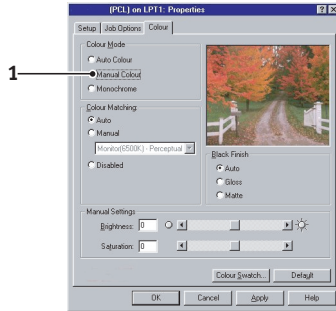 (PCL) on LPT1: Properties
Setup Job Options Colour
Colour Mode
Auto Colour
1
Manual Colour
Monochrome
Colour Matching:
Auto
Manual
Monitor(6500K) - Perceptual
Disabled
Black Finish
Auto
Gloss
Matte
Manual Settings
Brightness: 0
Saturation: 0
Colour Swatch... Default
OK Cancel Apply Help